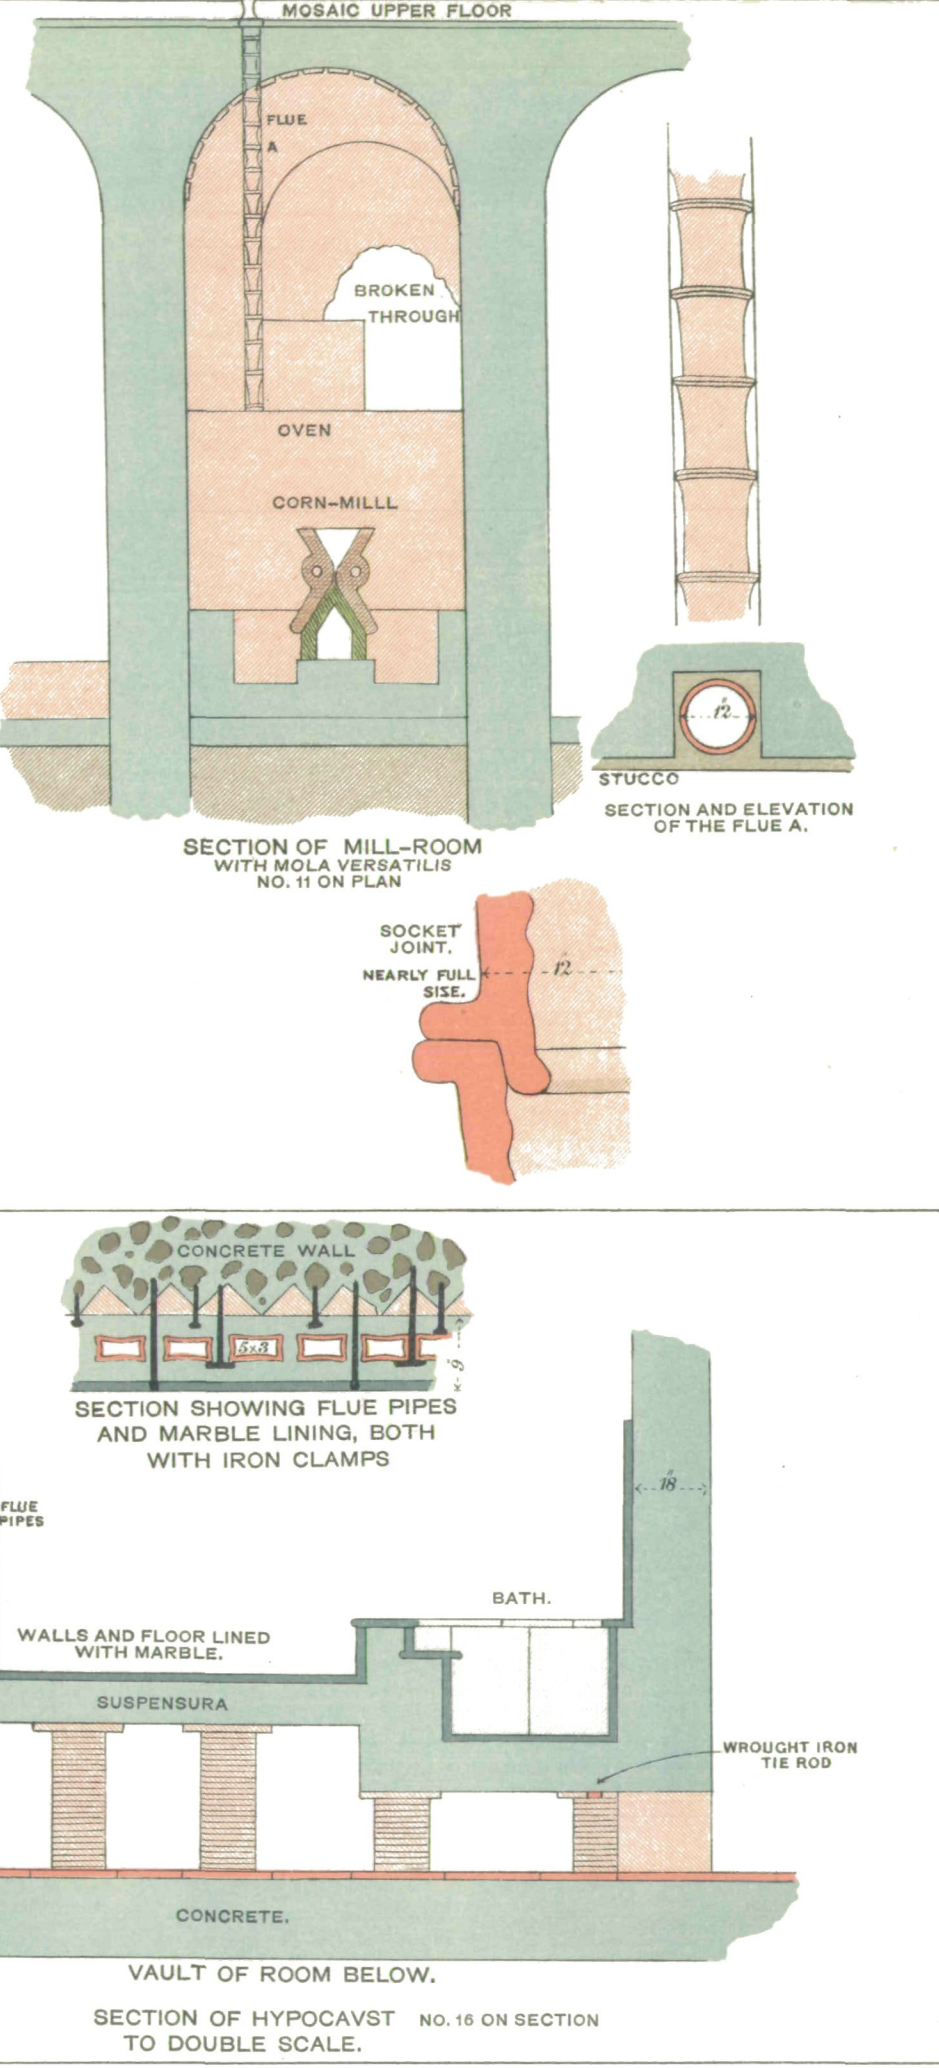 MOSAIC UPPER FLOOR
FLUE
A
BROKEN
THROUGH
OVEN
CORN-MILLL
12"
STUCCO
SECTION AND ELEVATION
OF THE FLUE A.
SECTION OF MILL-ROOM
WITH MOLA VERSATILIS
NO. 11 ON PLAN
SOCKET
JOINT.
NEARLY FULL
SIZE.
12"
CONCRETE WALL
5x3
9
SECTION SHOWING FLUE PIPES
AND MARBLE LINING, BOTH
WITH IRON CLAMPS
FLUE
PIPES
18"
BATH.
WALLS AND FLOOR LINED
WITH MARBLE.
SUSPENSURA
WROUGHT IRON
TIE ROD
CONCRETE.
VAULT OF ROOM BELOW.
SECTION OF HYPOCAVST NO. 16 ON SECTION
TO DOUBLE SCALE.